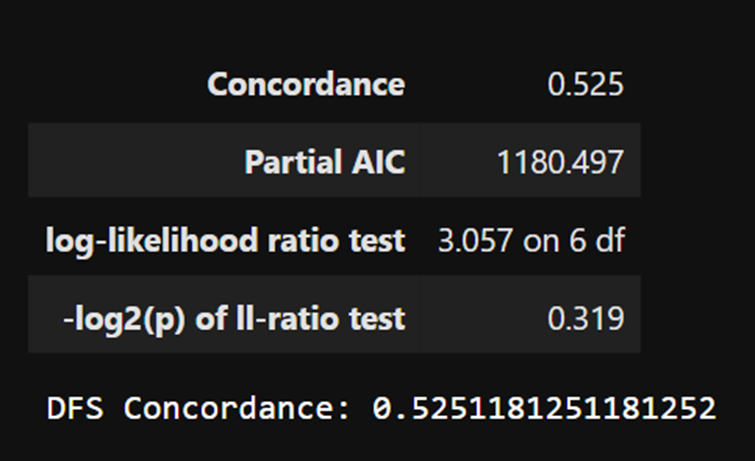 Concordance 0.525
Partial AIC 1180.497
log-likelihood ratio test 3.057 on 6 df
-log2(p) of ll-ratio test 0.319
DFS Concordance: 0.5251181251181252